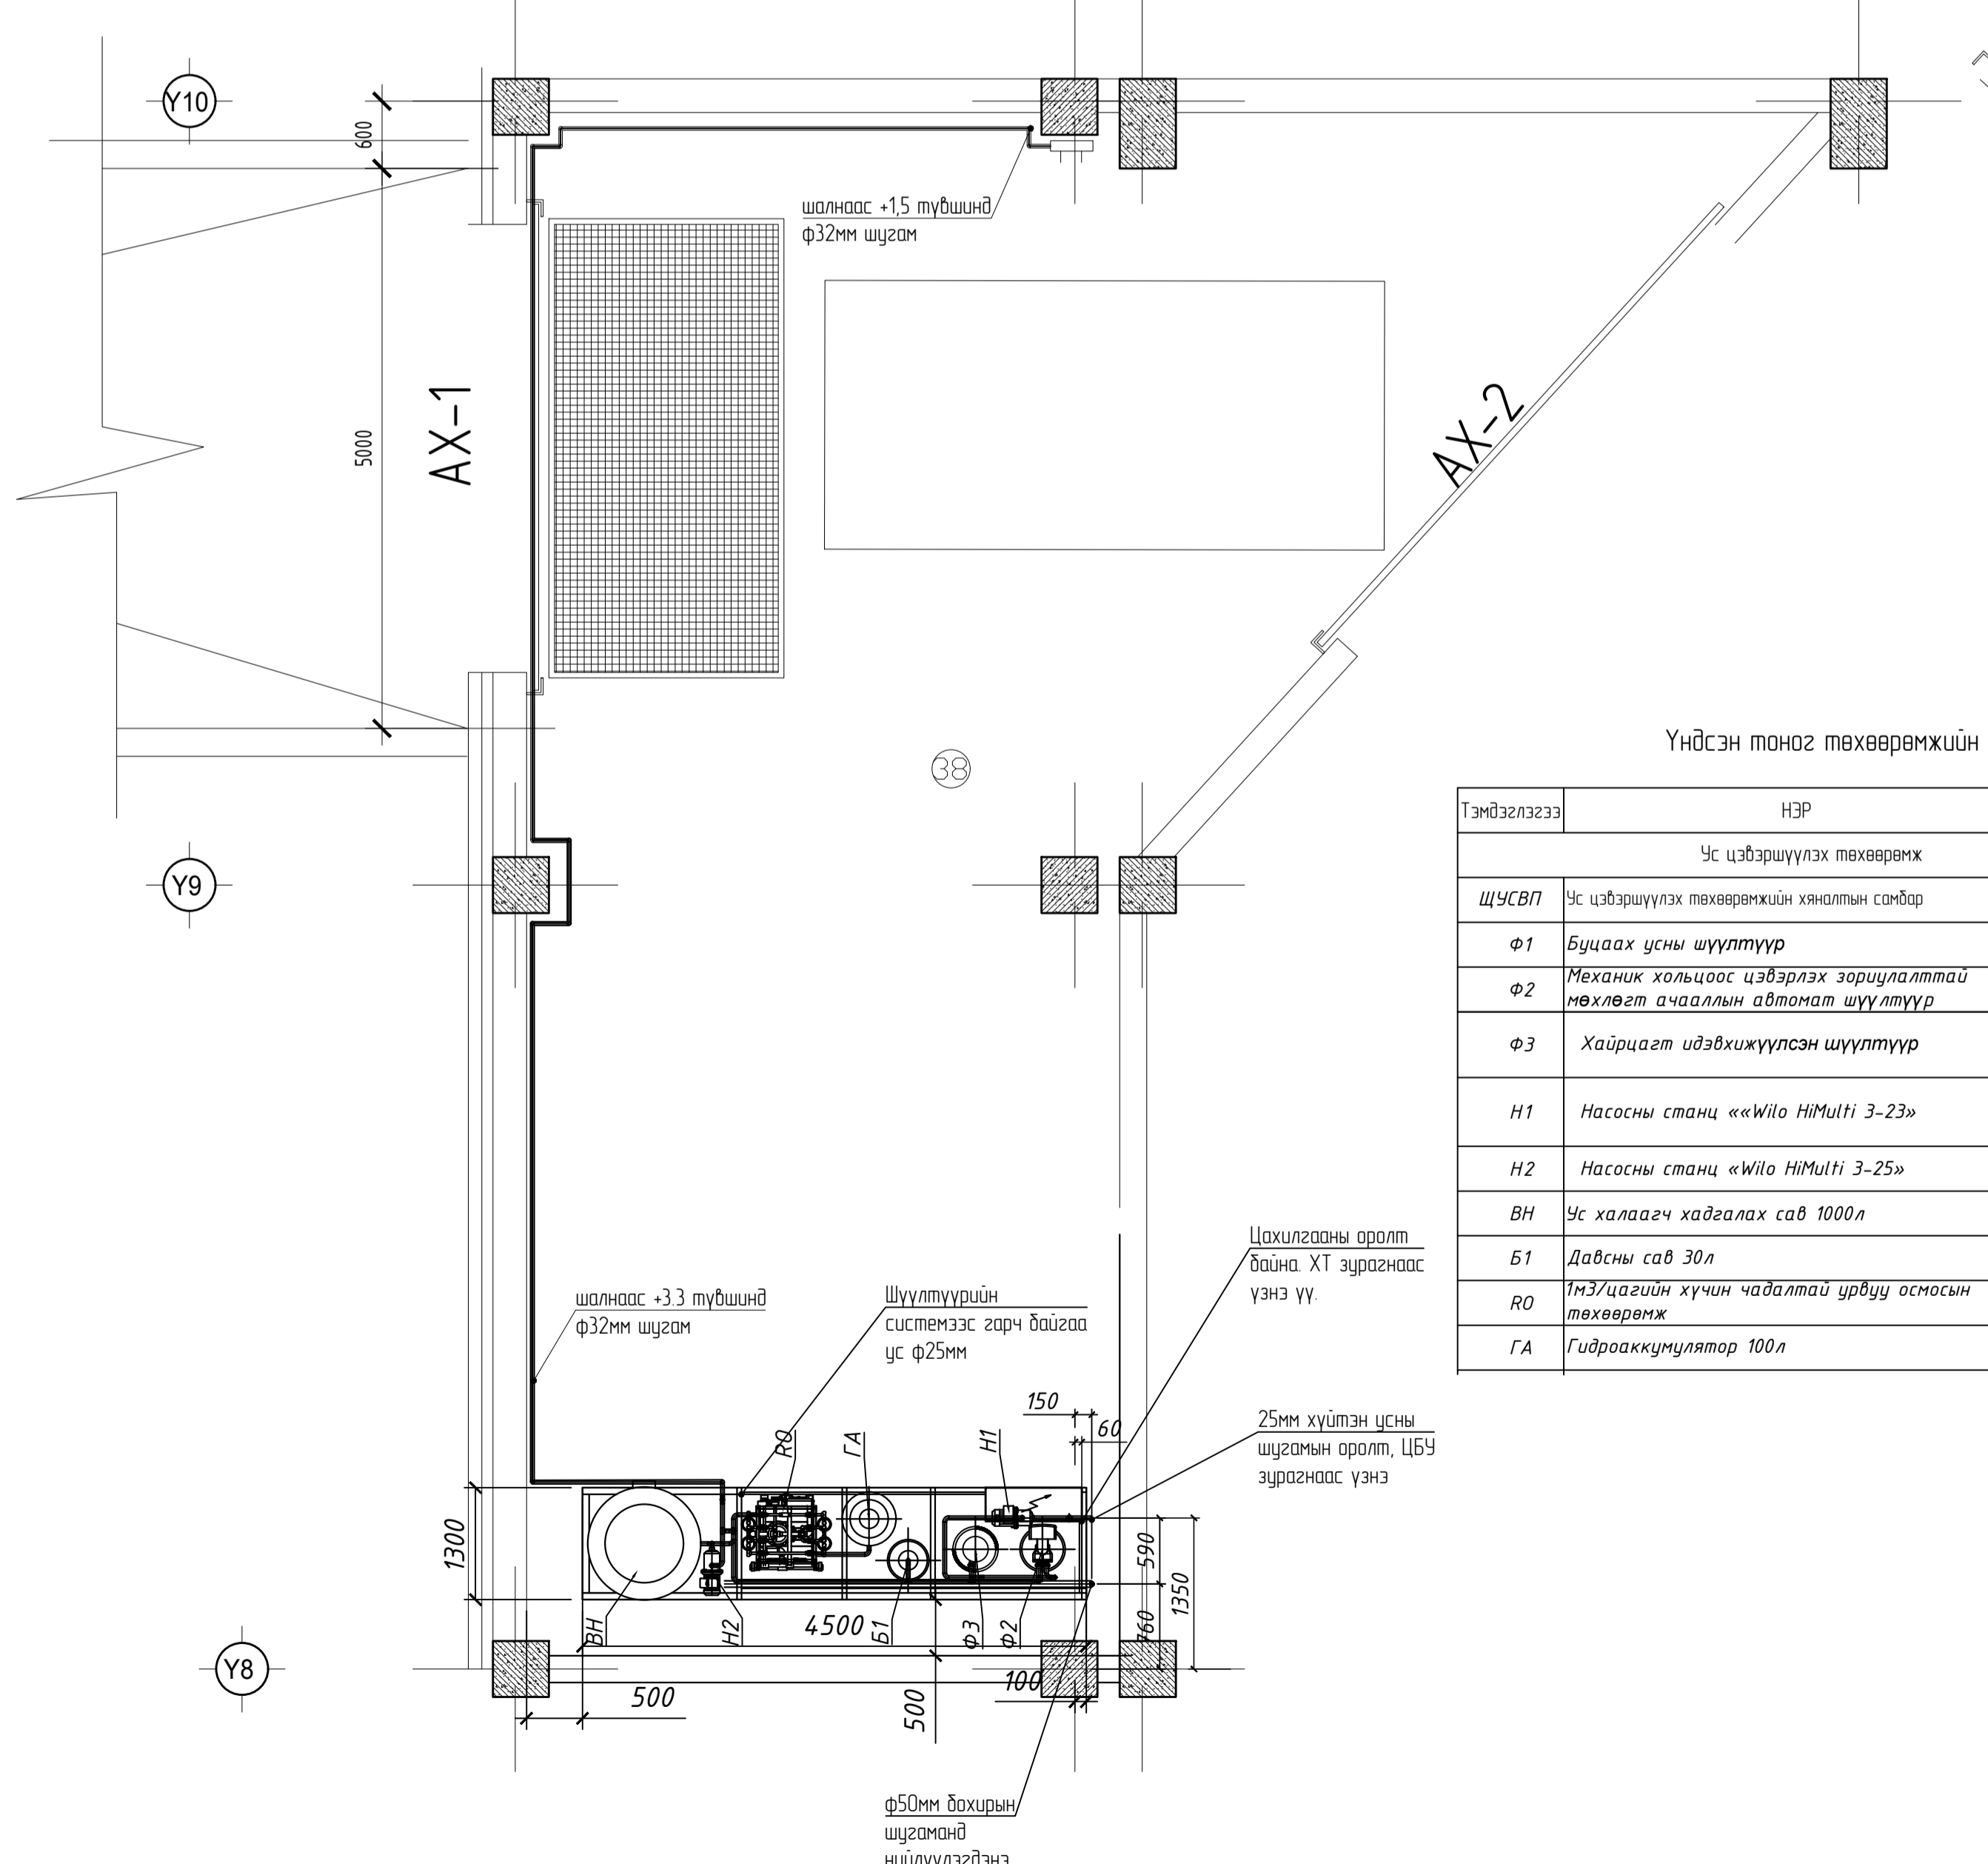 Y10
600
шалнаас +1,5 түвшинд
ф32мм шугам
5000
АХ-1
АХ-2
38
Үндсэн тоног төхөөрөмжийн
Тэмдэглэгээ НЭР
Ус цэвэршүүлэх төхөөрөмж
ЩУСВП Ус цэвэршүүлэх төхөөрөмжийн хяналтын самбар
Ф1 Буцаах усны шүүлтүүр
Ф2 Механик хольцоос цэвэрлэх зориулалттай
мөхлөгт ачааллын автомат шүүлтүүр
Ф3 Хайрцагт идэвхижүүлсэн шүүлтүүр
Н1 Насосны станц ««Wilo HiMulti 3-23»
Н2 Насосны станц «Wilo HiMulti 3-25»
ВН Ус халаагч хадгалах сав 1000л
Б1 Давсны сав 30л
RO 1м3/цагийн хүчин чадалтай урвуу осмосын
төхөөрөмж
ГА Гидроаккумулятор 100л
Y9
Цахилгааны оролт
байна. ХТ зурагнаас
үзнэ үү.
шалнаас +3.3 түвшинд
ф32мм шугам
Шүүлтүүрийн
системээс гарч байгаа
ус ф25мм
25мм хүйтэн усны
шугамын оролт, ЦБУ
зурагнаас үзнэ
150
60
RO
ГА
Н1
1300
590
1350
760
ВН
Н2
4500
Б1
Ф3
Ф2
Y8
500
500
100
ф50мм бохирын
шугаманд
нийлүүлэгдэнэ